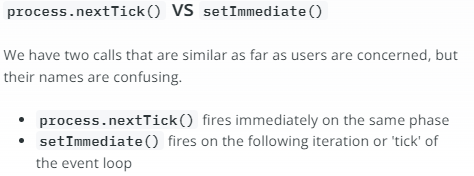 process.nextTick() VS setImmediate()
We have two calls that are similar as far as users are concerned, but
their names are confusing.
• process.nextTick() fires immediately on the same phase
• setImmediate() fires on the following iteration or 'tick' of
the event loop